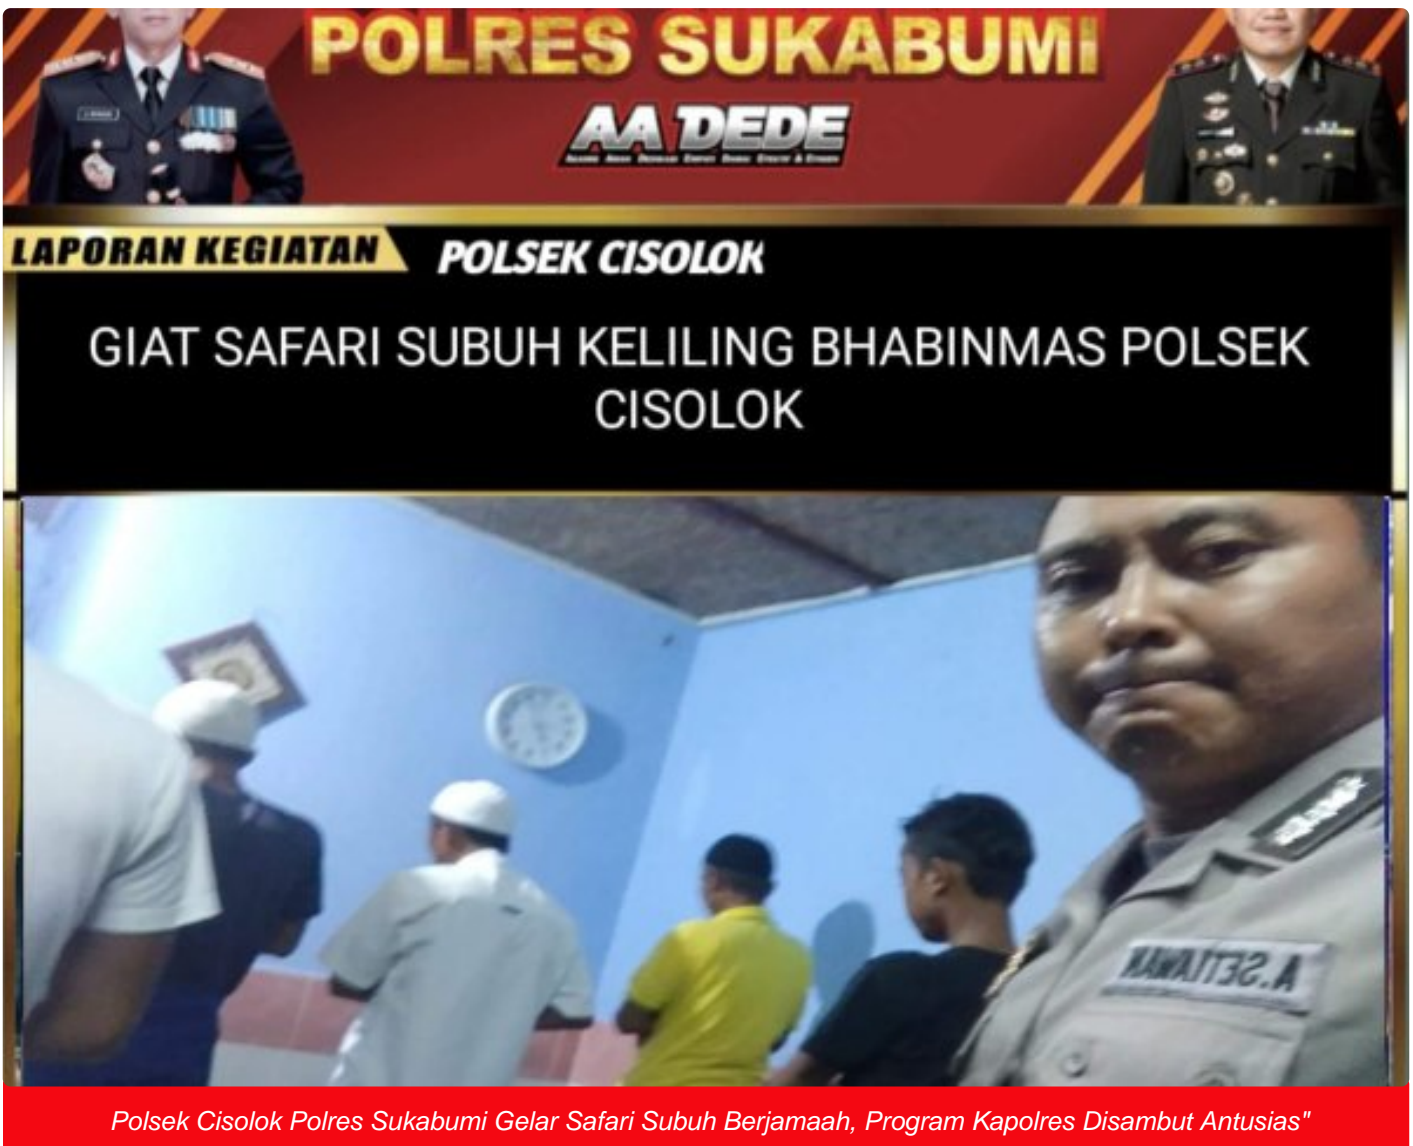 POLRES SUKABUMI
AA DEDE
LAPORAN KEGIATAN
POLSEK CISOLOK
GIAT SAFARI SUBUH KELILING BHABINMAS POLSEK
CISOLOK
A.SETIAWAN
Polsek Cisolok Polres Sukabumi Gelar Safari Subuh Berjamaah, Program Kapolres Disambut Antusias"